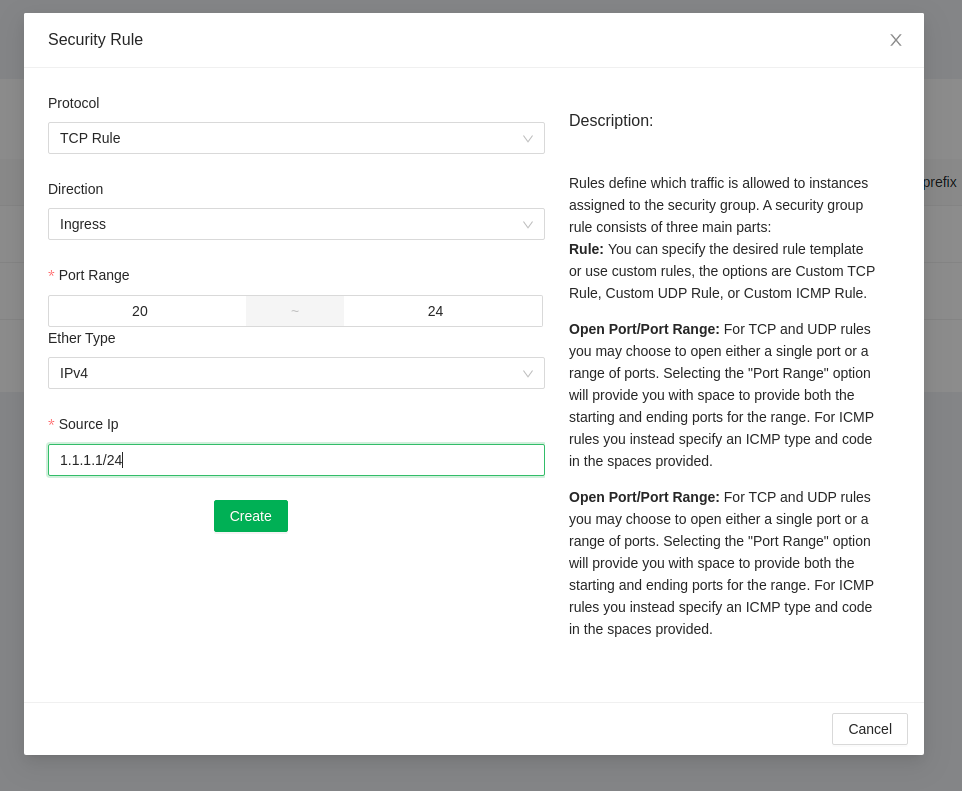 Security Rule
Protocol
TCP Rule
Direction
Ingress
* Port Range
20 ~ 24
Ether Type
IPv4
* Source Ip
1.1.1.1/24
Create
Description:
Rules define which traffic is allowed to instances
assigned to the security group. A security group
rule consists of three main parts:
Rule: You can specify the desired rule template
or use custom rules, the options are Custom TCP
Rule, Custom UDP Rule, or Custom ICMP Rule.
Open Port/Port Range: For TCP and UDP rules
you may choose to open either a single port or a
range of ports. Selecting the "Port Range" option
will provide you with space to provide both the
starting and ending ports for the range. For ICMP
rules you instead specify an ICMP type and code
in the spaces provided.
Open Port/Port Range: For TCP and UDP rules
you may choose to open either a single port or a
range of ports. Selecting the "Port Range" option
will provide you with space to provide both the
starting and ending ports for the range. For ICMP
rules you instead specify an ICMP type and code
in the spaces provided.
prefix
Cancel